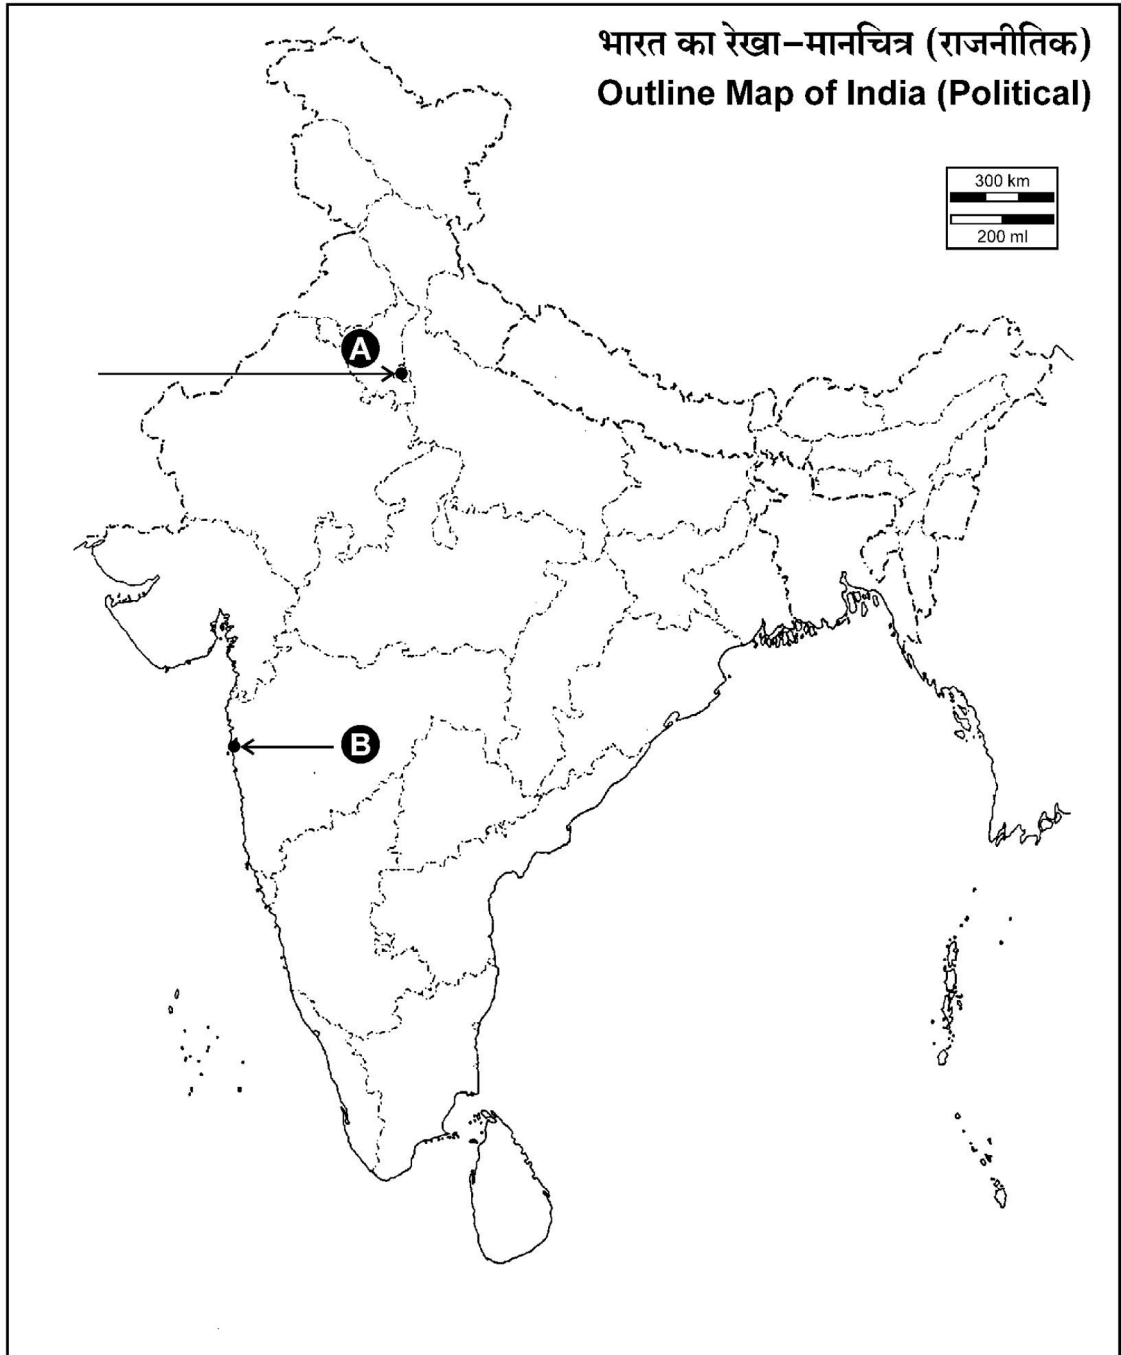 भारत का रेखा–मानचित्र (राजनीतिक)
Outline Map of India (Political)
300 km
200 ml
A
B